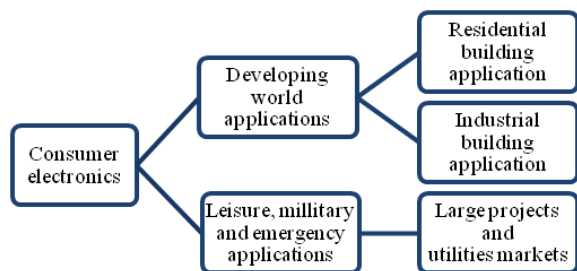 Consumer
electronics
Developing
world
applications
Residential
building
application
Industrial
building
application
Leisure, millitary
and emergency
applications
Large projects
and
utilities markets